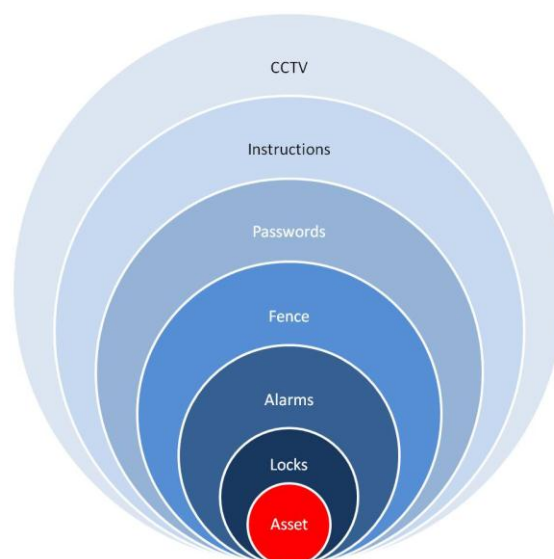 CCTV
Instructions
Passwords
Fence
Alarms
Locks
Asset